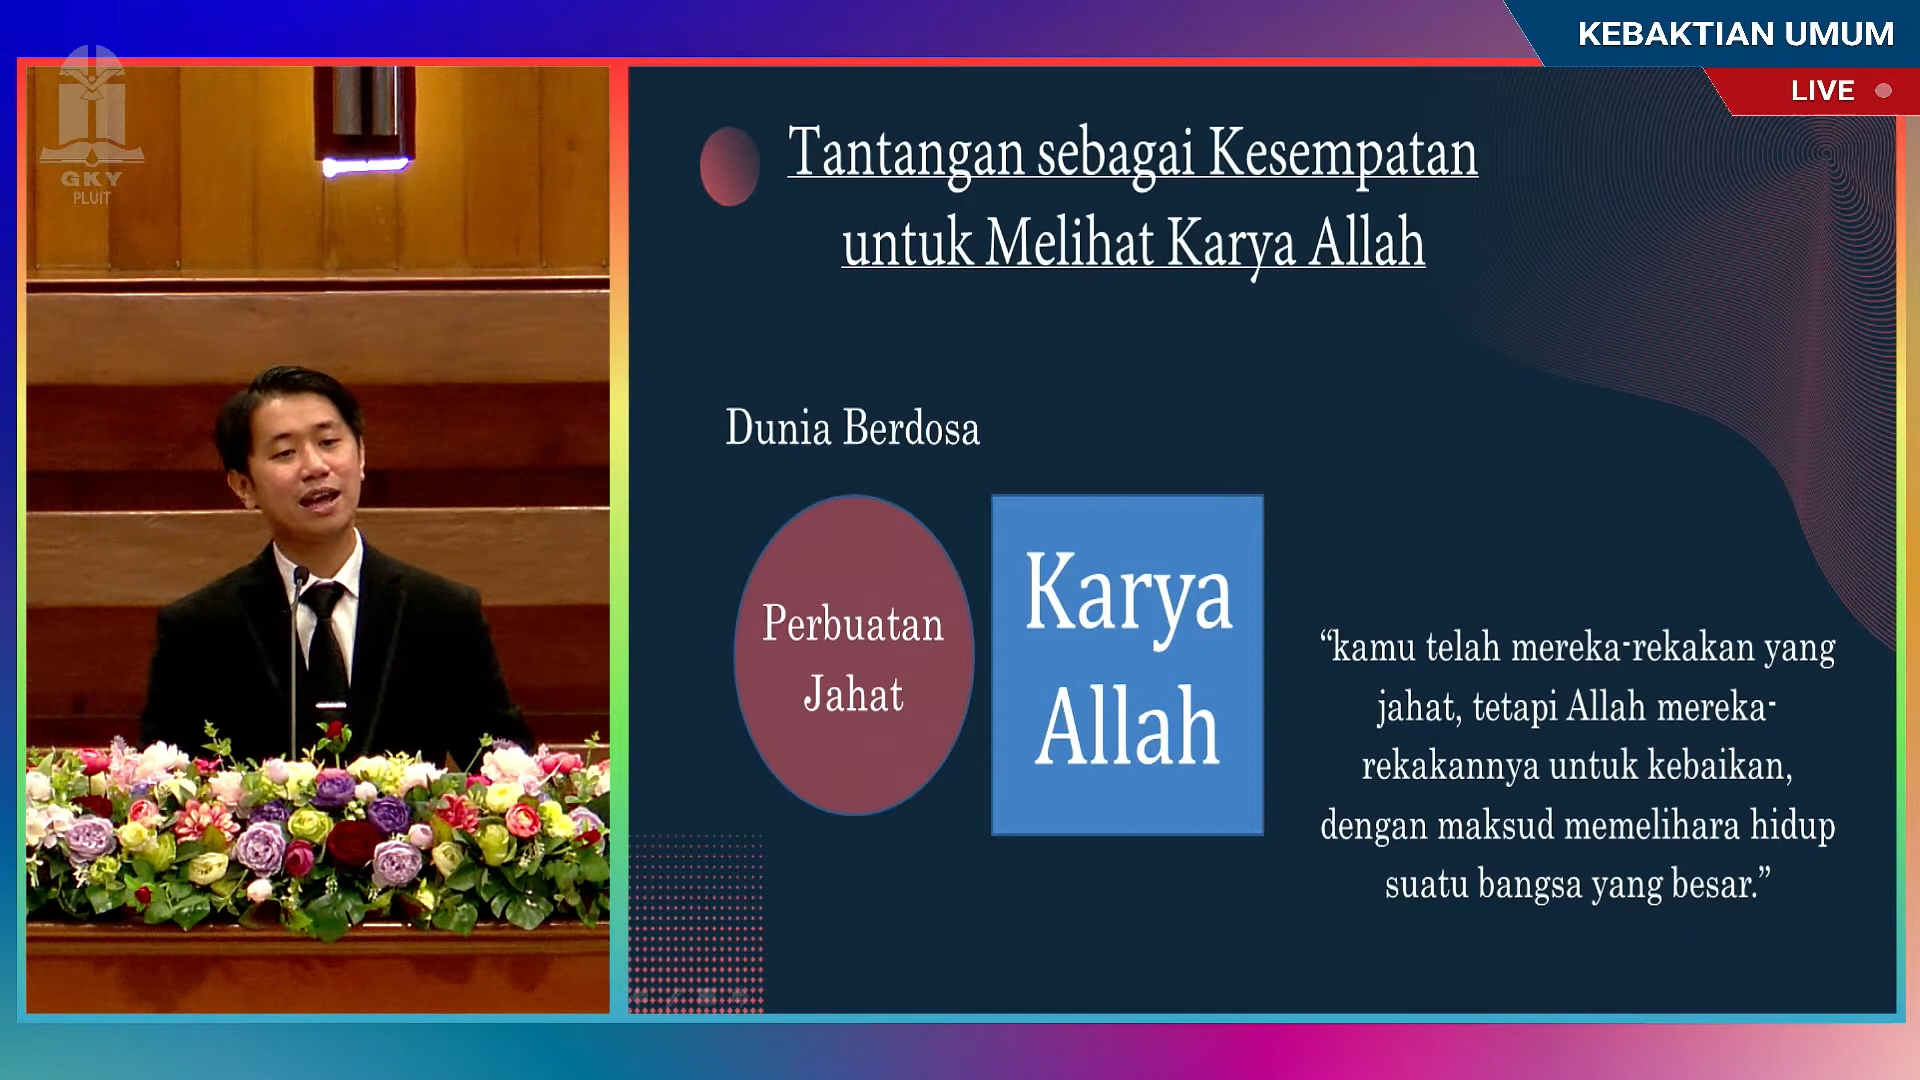 KEBAKTIAN UMUM
LIVE
GKY
PLUIT
Tantangan sebagai Kesempatan
untuk Melihat Karya Allah
Dunia Berdosa
Perbuatan
Jahat
Karya
Allah
“kamu telah mereka-rekakan yang
jahat, tetapi Allah mereka-
rekakannya untuk kebaikan,
dengan maksud memelihara hidup
suatu bangsa yang besar.”